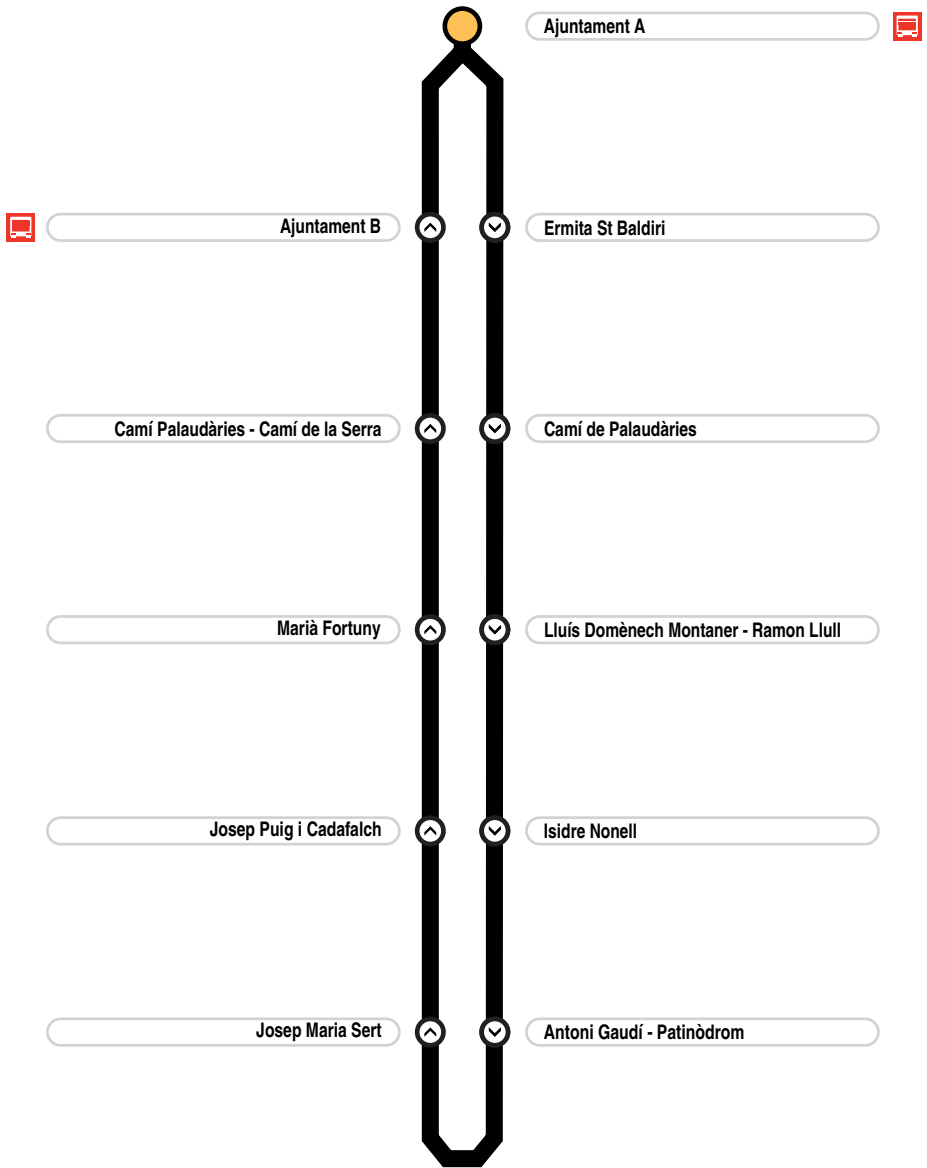 Ajuntament A
Ajuntament B
Ermita St Baldiri
Camí Palaudàries - Camí de la Serra
Camí de Palaudàries
Marià Fortuny
Lluís Domènech Montaner - Ramon Llull
Josep Puig i Cadafalch
Isidre Nonell
Josep Maria Sert
Antoni Gaudí - Patinòdrom